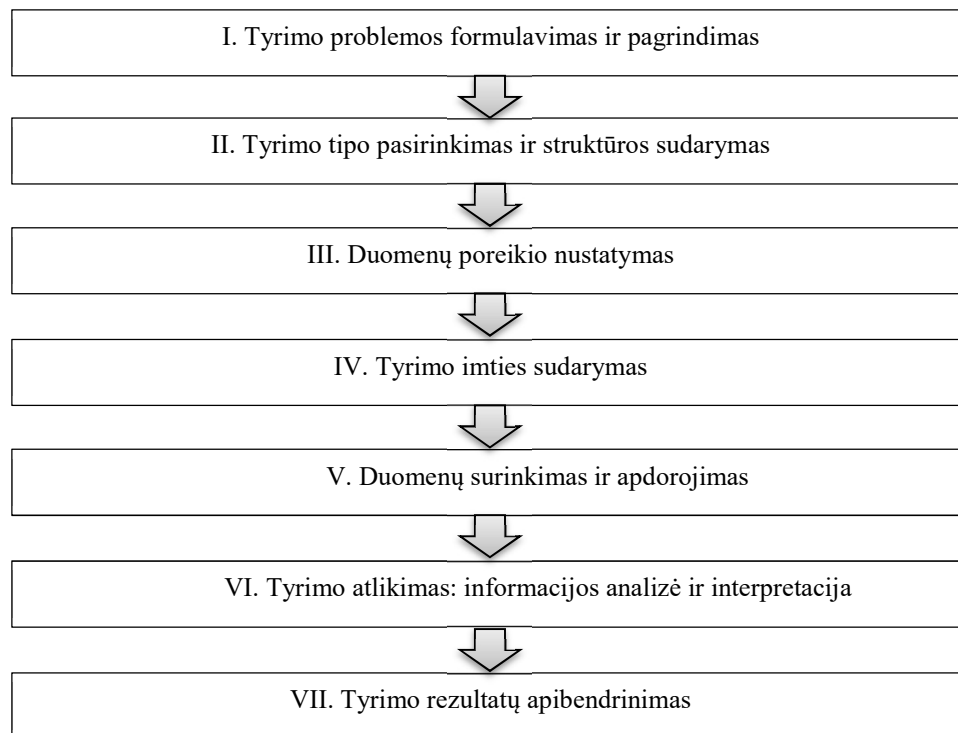 I. Tyrimo problemos formulavimas ir pagrindimas
II. Tyrimo tipo pasirinkimas ir struktūros sudarymas
III. Duomenų poreikio nustatymas
IV. Tyrimo imties sudarymas
V. Duomenų surinkimas ir apdorojimas
VI. Tyrimo atlikimas: informacijos analizė ir interpretacija
VII. Tyrimo rezultatų apibendrinimas